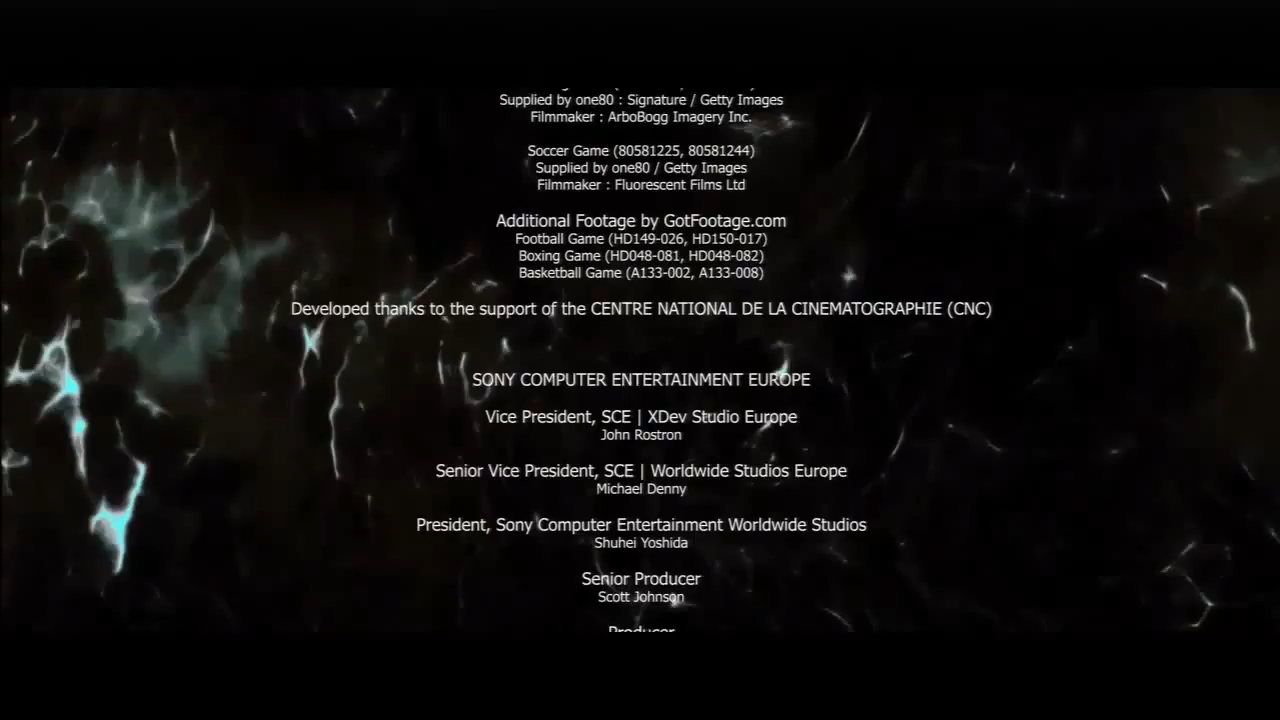 Supplied by one80 : Signature / Getty Images
Filmmaker : ArboBogg Imagery Inc.
Soccer Game (80581225, 80581244)
Supplied by one80 / Getty Images
Filmmaker : Fluorescent Films Ltd
Additional Footage by GotFootage.com
Football Game (HD149-026, HD150-017)
Boxing Game (HD048-081, HD048-082)
Basketball Game (A133-002, A133-008)
Developed thanks to the support of the CENTRE NATIONAL DE LA CINEMATOGRAPHIE (CNC)
SONY COMPUTER ENTERTAINMENT EUROPE
Vice President, SCE | XDev Studio Europe
John Rostron
Senior Vice President, SCE | Worldwide Studios Europe
Michael Denny
President, Sony Computer Entertainment Worldwide Studios
Shuhei Yoshida
Senior Producer
Scott Johnson
Producer